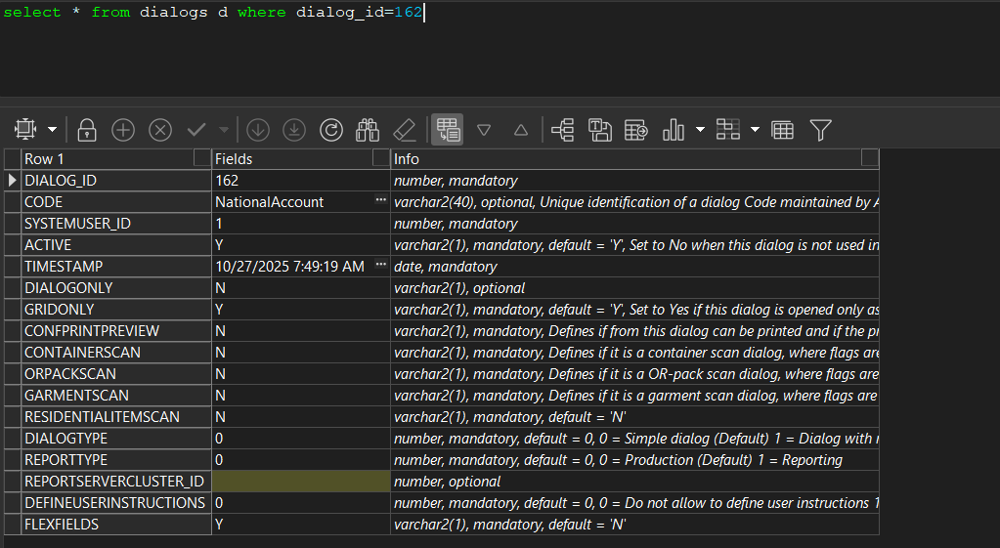 select * from dialogs d where dialog_id=162
Row 1 Fields Info
DIALOG_ID 162 number, mandatory
CODE NationalAccount ... varchar2(40), optional, Unique identification of a dialog Code maintained by A
SYSTEMUSER_ID 1 number, mandatory
ACTIVE Y varchar2(1), mandatory, default = 'Y', Set to No when this dialog is not used in
TIMESTAMP 10/27/2025 7:49:19 AM ... date, mandatory
DIALOGONLY N varchar2(1), optional
GRIDONLY Y varchar2(1), mandatory, default = 'Y', Set to Yes if this dialog is opened only as
CONFPRINTPREVIEW N varchar2(1), mandatory, Defines if from this dialog can be printed and if the pr
CONTAINERSCAN N varchar2(1), mandatory, Defines if it is a container scan dialog, where flags are
ORPACKSCAN N varchar2(1), mandatory, Defines if it is a OR-pack scan dialog, where flags are
GARMENTSCAN N varchar2(1), mandatory, Defines if it is a garment scan dialog, where flags are
RESIDENTIALITEMSCAN N varchar2(1), mandatory, default = 'N'
DIALOGTYPE 0 number, mandatory, default = 0, 0 = Simple dialog (Default) 1 = Dialog with
REPORTTYPE 0 number, mandatory, default = 0, 0 = Production (Default) 1 = Reporting
REPORTSERVERCLUSTER_ID number, optional
DEFINEUSERINSTRUCTIONS 0 number, mandatory, default = 0, 0 = Do not allow to define user instructions 1
FLEXFIELDS Y varchar2(1), mandatory, default = 'N'